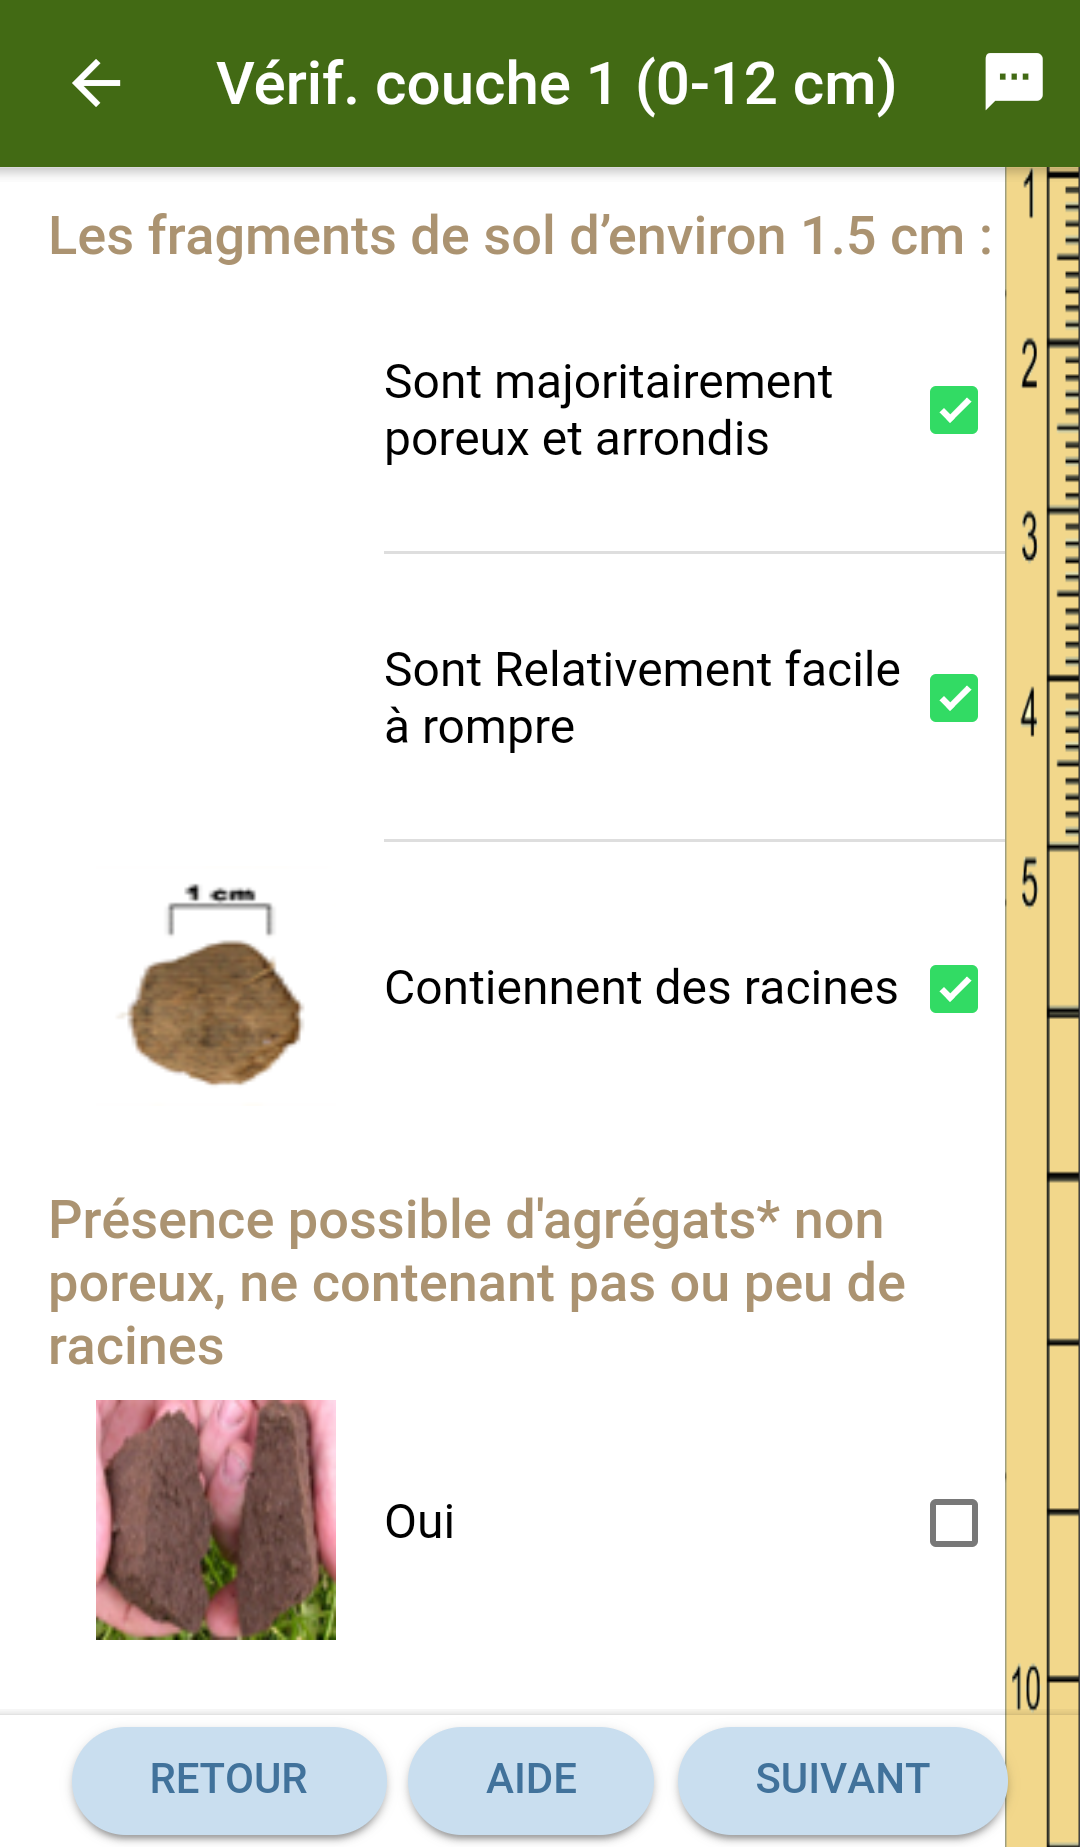 Vérif. couche 1 (0-12 cm)
Les fragments de sol d’environ 1.5 cm :
Sont majoritairement
poreux et arrondis
Sont Relativement facile
à rompre
1 cm
Contiennent des racines
Présence possible d'agrégats* non
poreux, ne contenant pas ou peu de
racines
Oui
RETOUR
AIDE
SUIVANT
1
2
3
4
5
10